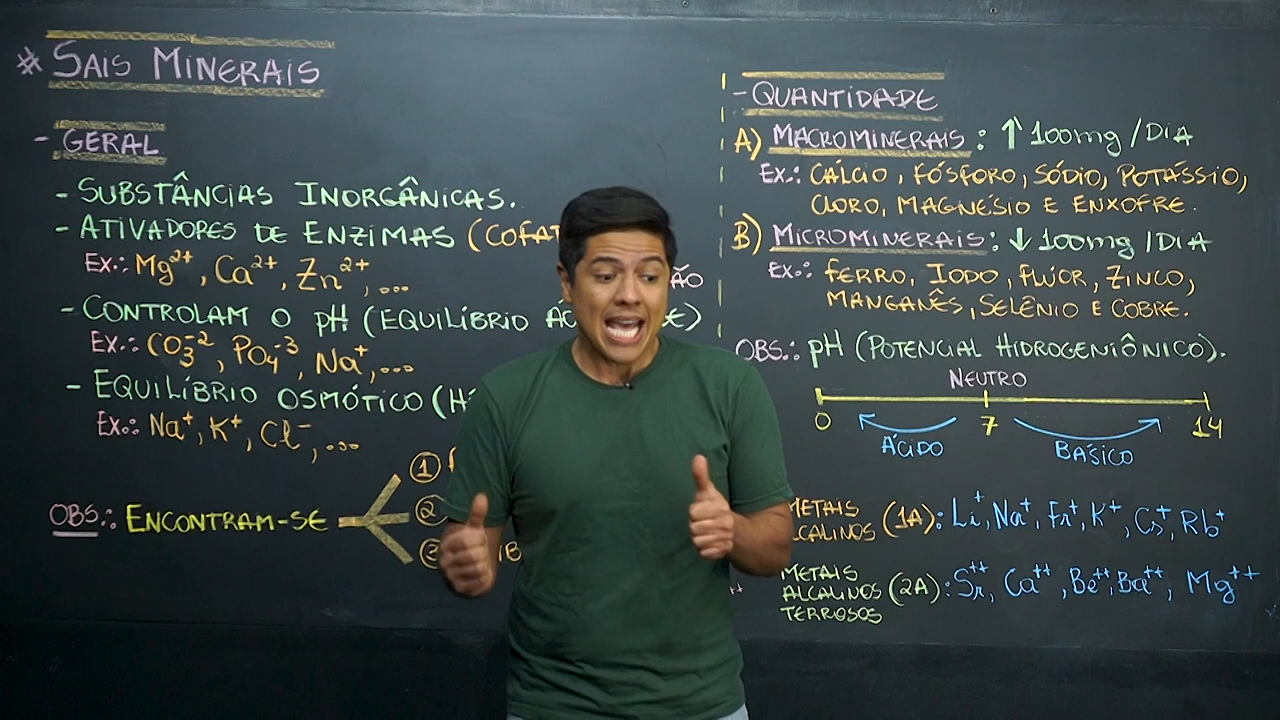 * SAIS MINERAIS
- GERAL
- SUBSTÂNCIAS INORGÂNICAS.
- ATIVADORES DE ENZIMAS
EX.: Mg²⁺, Ca²⁺, Zn²⁺, ...
- CONTROLAM O pH (EQUILÍBRIO
EX.: CO₃⁻², PO₄⁻³, Na⁺, ...
- EQUILÍBRIO OSMÓTICO
EX.: Na⁺, K⁺, Cl⁻, ...
OBS.: ENCONTRAM-SE
1
2
3
- QUANTIDADE
A) MACROMINERAIS: ↑ 100mg/DIA
EX.: CÁLCIO, FÓSFORO, SÓDIO, POTÁSSIO,
CLORO, MAGNÉSIO E ENXOFRE.
B) MICROMINERAIS: ↓ 100mg/DIA
EX.: FERRO, IODO, FLÚOR, ZINCO,
MANGANÊS, SELÊNIO E COBRE.
OBS.: pH (POTENCIAL HIDROGENIÔNICO).
NEUTRO
0 7 14
ÁCIDO BÁSICO
METAIS
ALCALINOS (1A): Li⁺, Na⁺, Fr⁺, K⁺, Cs⁺, Rb⁺
METAIS
ALCALINOS (2A): Sr⁺⁺, Ca⁺⁺, Be⁺⁺, Ba⁺⁺, Mg⁺⁺
TERROSOS